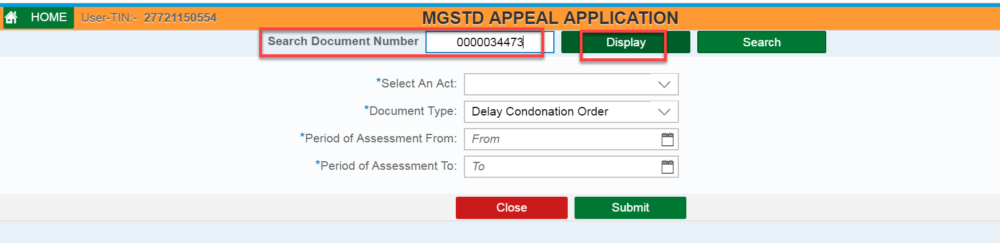 HOME User-TIN:- 27721150554 MGSTD APPEAL APPLICATION
Search Document Number 0000034473 Display Search
*Select An Act:
*Document Type: Delay Condonation Order
*Period of Assessment From: From
*Period of Assessment To: To
Close Submit